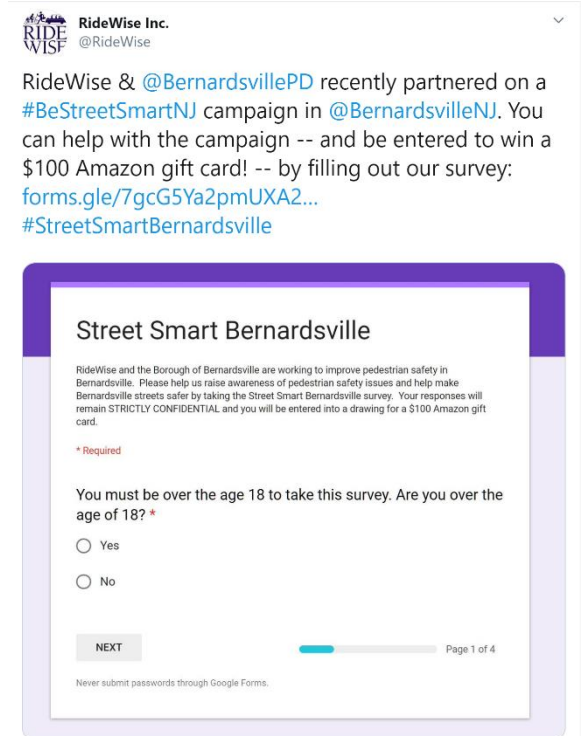 RIDE
WISE
RideWise Inc.
@RideWise
RideWise & @BernardsvillePD recently partnered on a
#BeStreetSmartNJ campaign in @BernardsvilleNJ. You
can help with the campaign -- and be entered to win a
$100 Amazon gift card! -- by filling out our survey:
forms.gle/7gcG5Ya2pmUXA2...
#StreetSmartBernardsville
Street Smart Bernardsville
RideWise and the Borough of Bernardsville are working to improve pedestrian safety in
Bernardsville. Please help us raise awareness of pedestrian safety issues and help make
Bernardsville streets safer by taking the Street Smart Bernardsville survey. Your responses will
remain STRICTLY CONFIDENTIAL and you will be entered into a drawing for a $100 Amazon gift
card.
* Required
You must be over the age 18 to take this survey. Are you over the
age of 18? *
Yes
No
NEXT
Page 1 of 4
Never submit passwords through Google Forms.